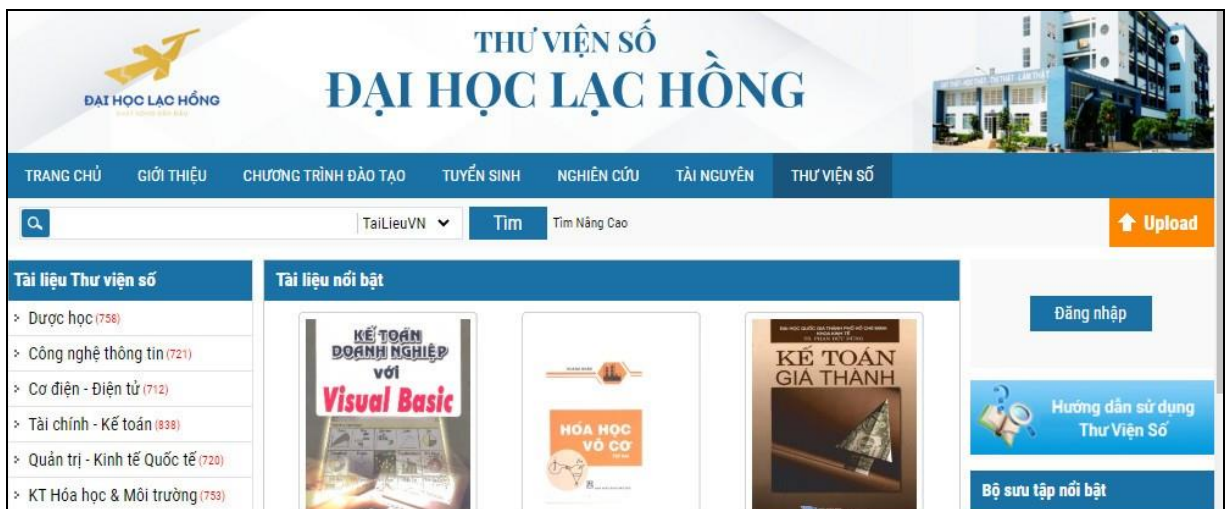 THƯ VIỆN SỐ
ĐẠI HỌC LẠC HỒNG
ĐẠI HỌC LẠC HỒNG
TRANG CHỦ GIỚI THIỆU CHƯƠNG TRÌNH ĐÀO TẠO TUYỂN SINH NGHIÊN CỨU TÀI NGUYÊN THƯ VIỆN SỐ
TaiLieuVN Tìm Tìm Nâng Cao Upload
Tài liệu Thư viện số
Dược học (758)
Công nghệ thông tin (721)
Cơ điện - Điện tử (712)
Tài chính - Kế toán (838)
Quản trị - Kinh tế Quốc tế (720)
KT Hóa học & Môi trường (753)
Tài liệu nổi bật
KẾ TOÁN
DOANH NGHIỆP
với
Visual Basic
HÓA HỌC
VÔ CƠ
KẾ TOÁN
GIÁ THÀNH
Đăng nhập
Hướng dẫn sử dụng
Thư Viện Số
Bộ sưu tập nổi bật